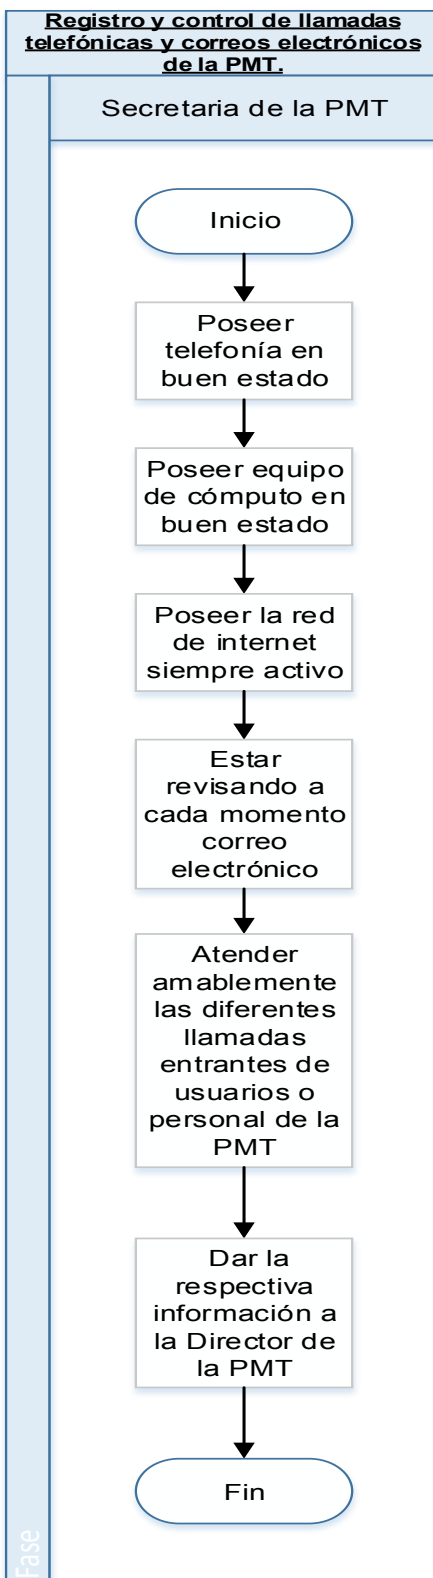 Registro y control de llamadas
telefónicas y correos electrónicos
de la PMT.
Secretaria de la PMT
Inicio
Poseer
telefonía en
buen estado
Poseer equipo
de cómputo en
buen estado
Poseer la red
de internet
siempre activo
Estar
revisando a
cada momento
correo
electrónico
Atender
amablemente
las diferentes
llamadas
entrantes de
usuarios o
personal de la
PMT
Dar la
respectiva
información a
la Director de
la PMT
Fin
Fase